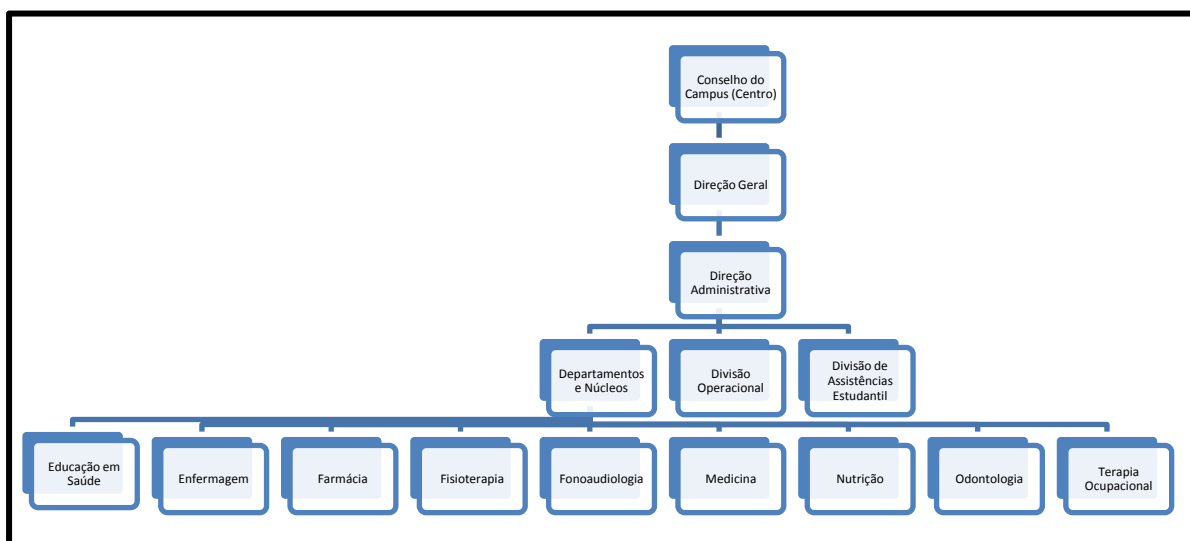 Conselho do
Campus (Centro)
Direção Geral
Direção
Administrativa
Departamentos
e Núcleos
Divisão
Operacional
Divisão de
Assistências
Estudantil
Educação em
Saúde
Enfermagem
Farmácia
Fisioterapia
Fonoaudiologia
Medicina
Nutrição
Odontologia
Terapia
Ocupacional